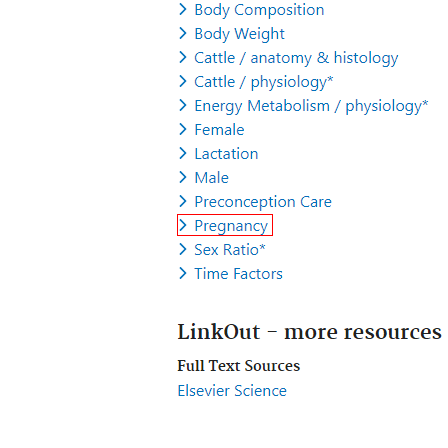 Body Composition
Body Weight
Cattle / anatomy & histology
Cattle / physiology*
Energy Metabolism / physiology*
Female
Lactation
Male
Preconception Care
Pregnancy
Sex Ratio*
Time Factors
LinkOut - more resources
Full Text Sources
Elsevier Science